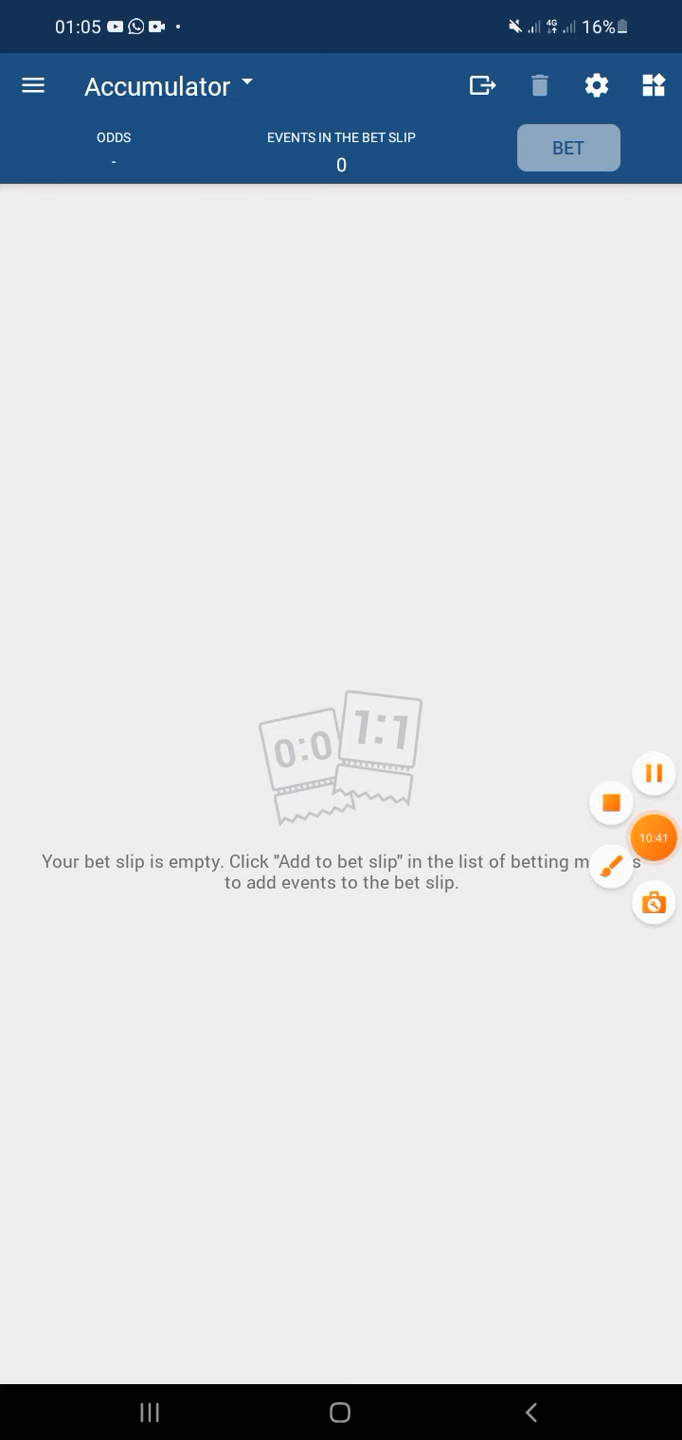 01:05 16%
4G
Accumulator
ODDS EVENTS IN THE BET SLIP
- 0
BET
0:0 1:1
Your bet slip is empty. Click "Add to bet slip" in the list of betting
to add events to the bet slip.
10:41